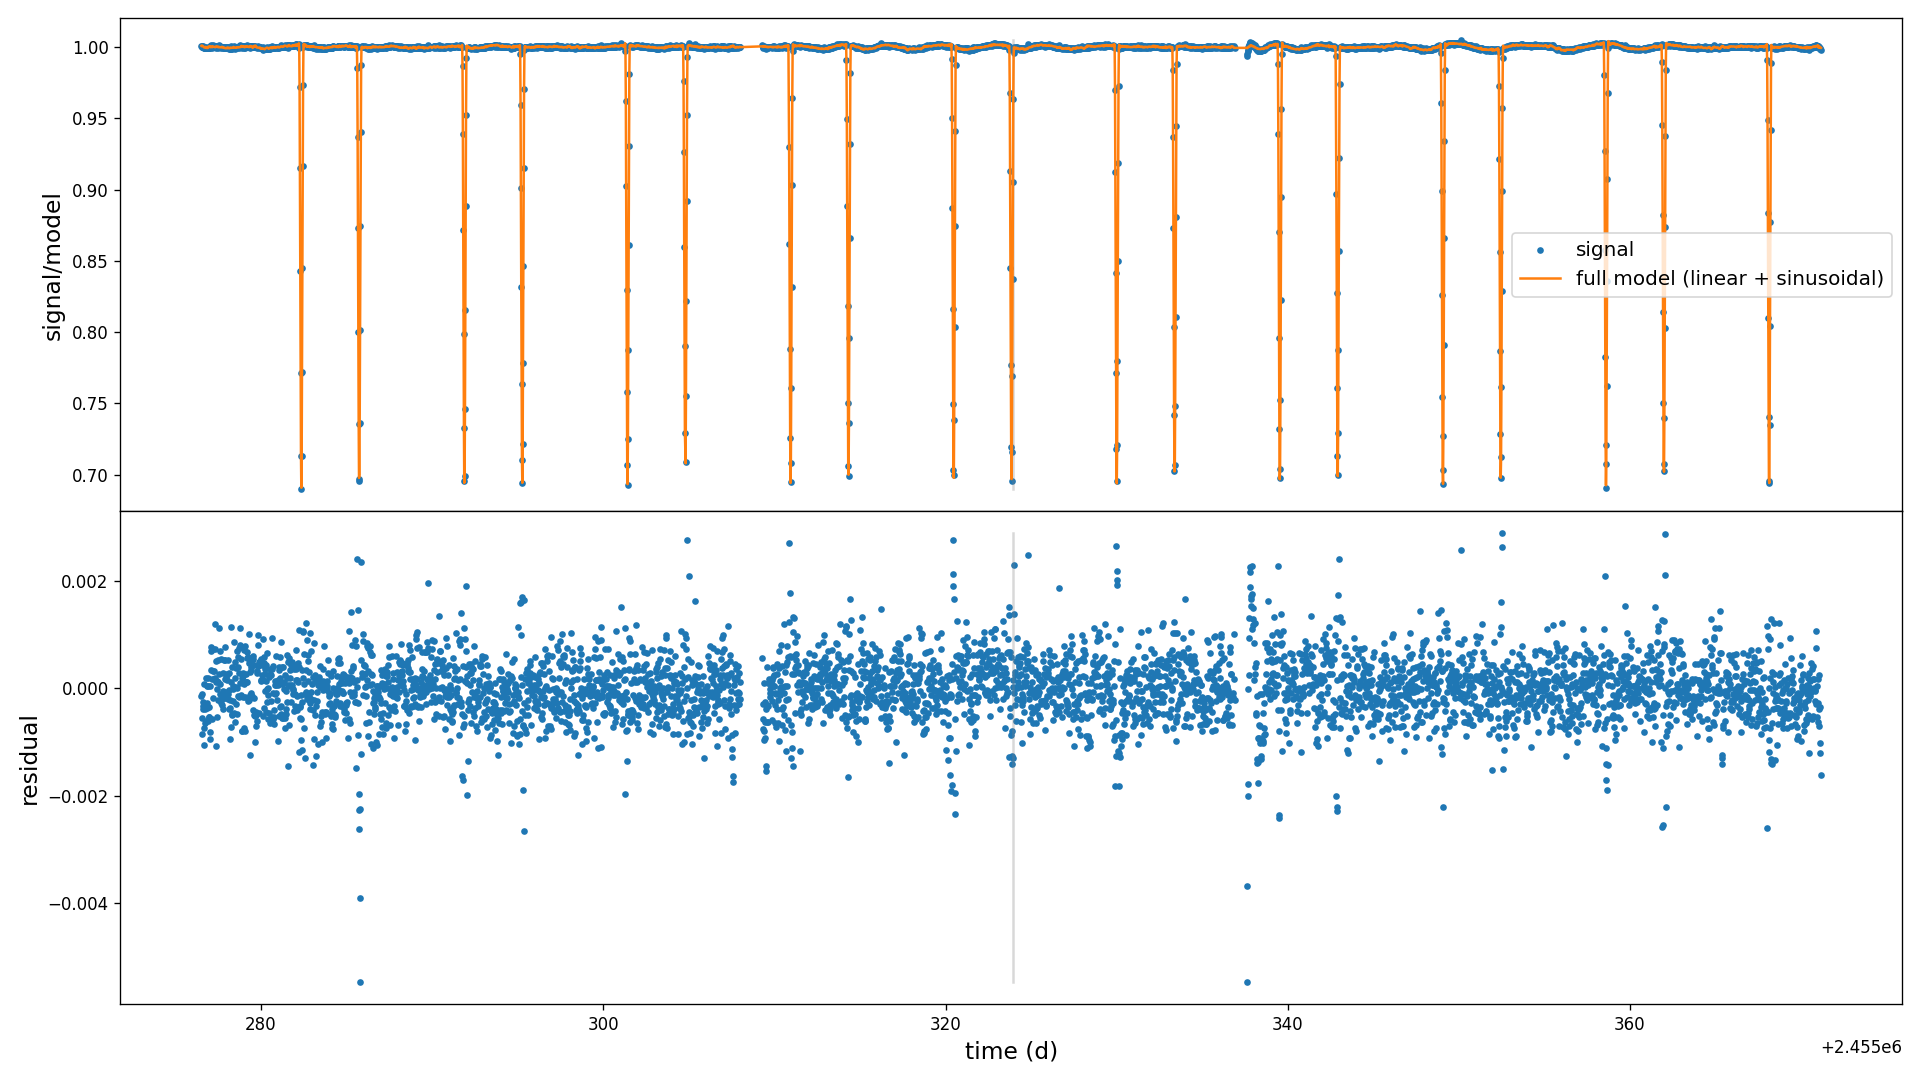 1.00
0.95
0.90
0.85
0.80
0.75
0.70
signal/model
signal
full model (linear + sinusoidal)
0.002
0.000
−0.002
−0.004
residual
280
300
320
340
360
time (d)
+2.455e6